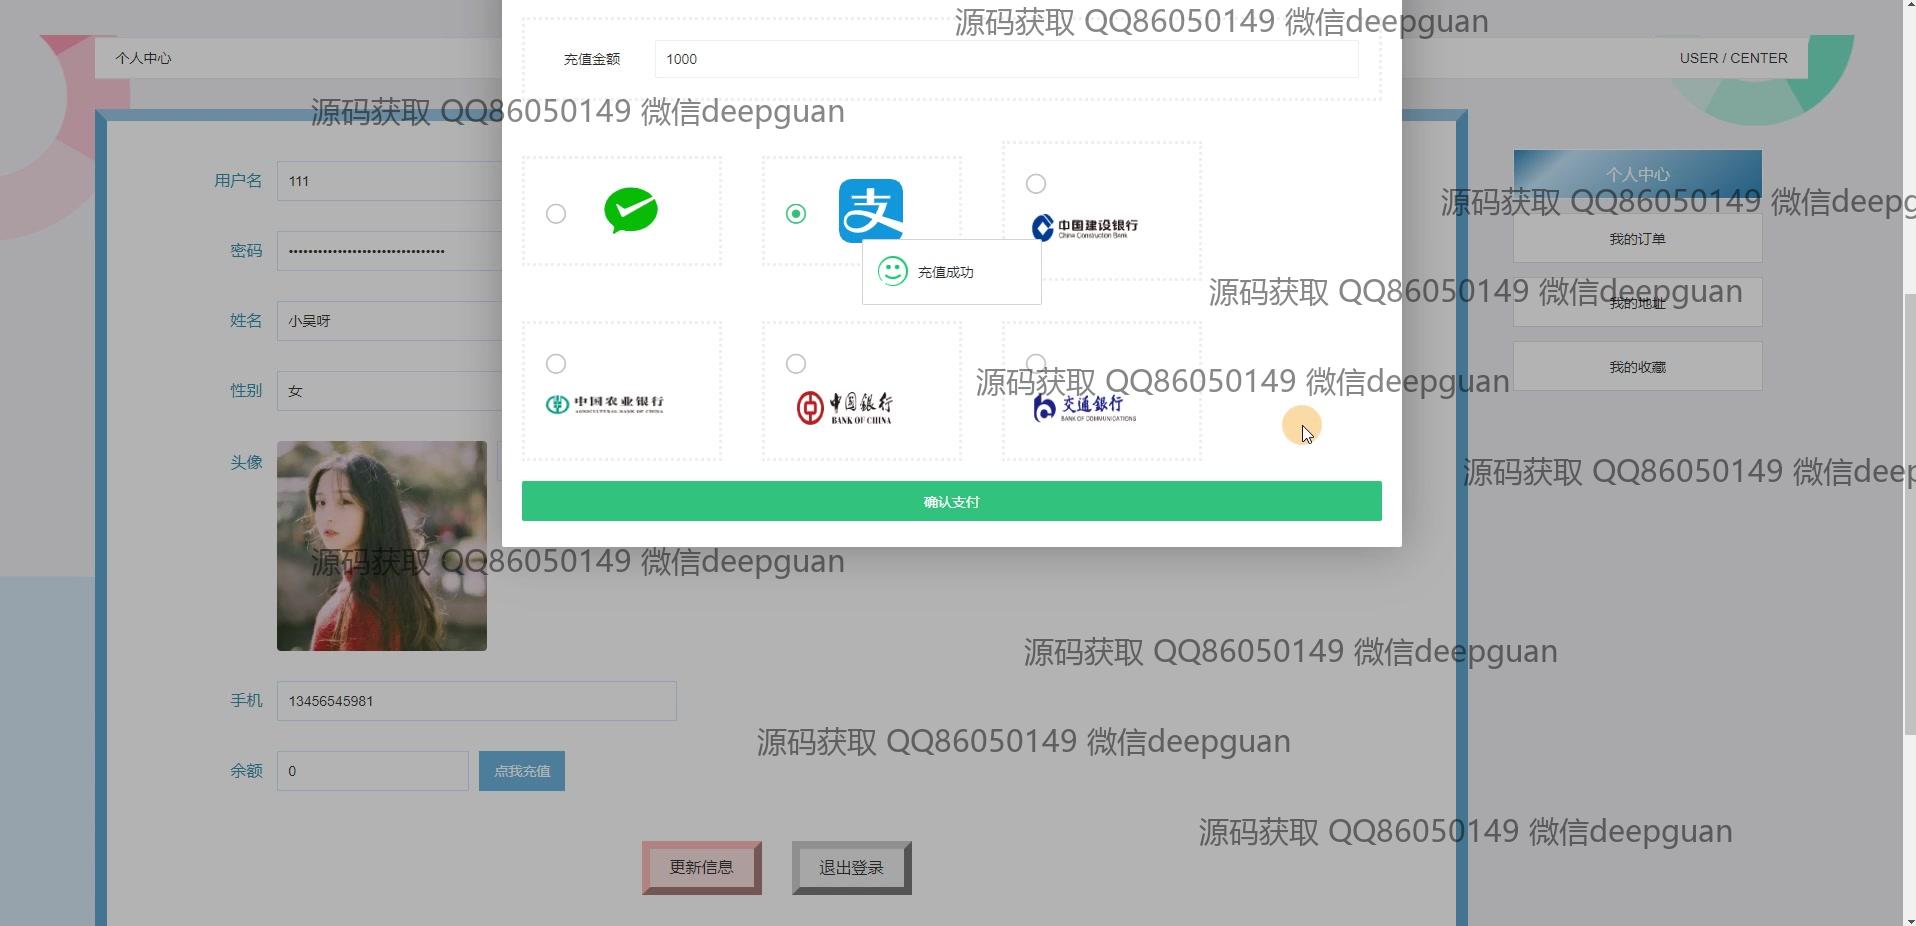 源码获取 QQ86050149 微信deepguan
充值金额
1000
个人中心
USER / CENTER
源码获取 QQ86050149 微信deepguan
个人中心
用户名
111
源码获取 QQ86050149 微信deepg
中国建设银行
China Construction Bank
我的订单
密码
••••••••••••••••••••••••••••••••
充值成功
源码获取 QQ86050149 微信deepguan
我的地址
姓名
小吴呀
我的收藏
源码获取 QQ86050149 微信deepguan
性别
女
中国农业银行
AGRICULTURAL BANK OF CHINA
中国银行
BANK OF CHINA
交通银行
BANK OF COMMUNICATIONS
头像
源码获取 QQ86050149 微信deep
确认支付
源码获取 QQ86050149 微信deepguan
源码获取 QQ86050149 微信deepguan
手机
13456545981
源码获取 QQ86050149 微信deepguan
余额
0
点我充值
源码获取 QQ86050149 微信deepguan
更新信息
退出登录